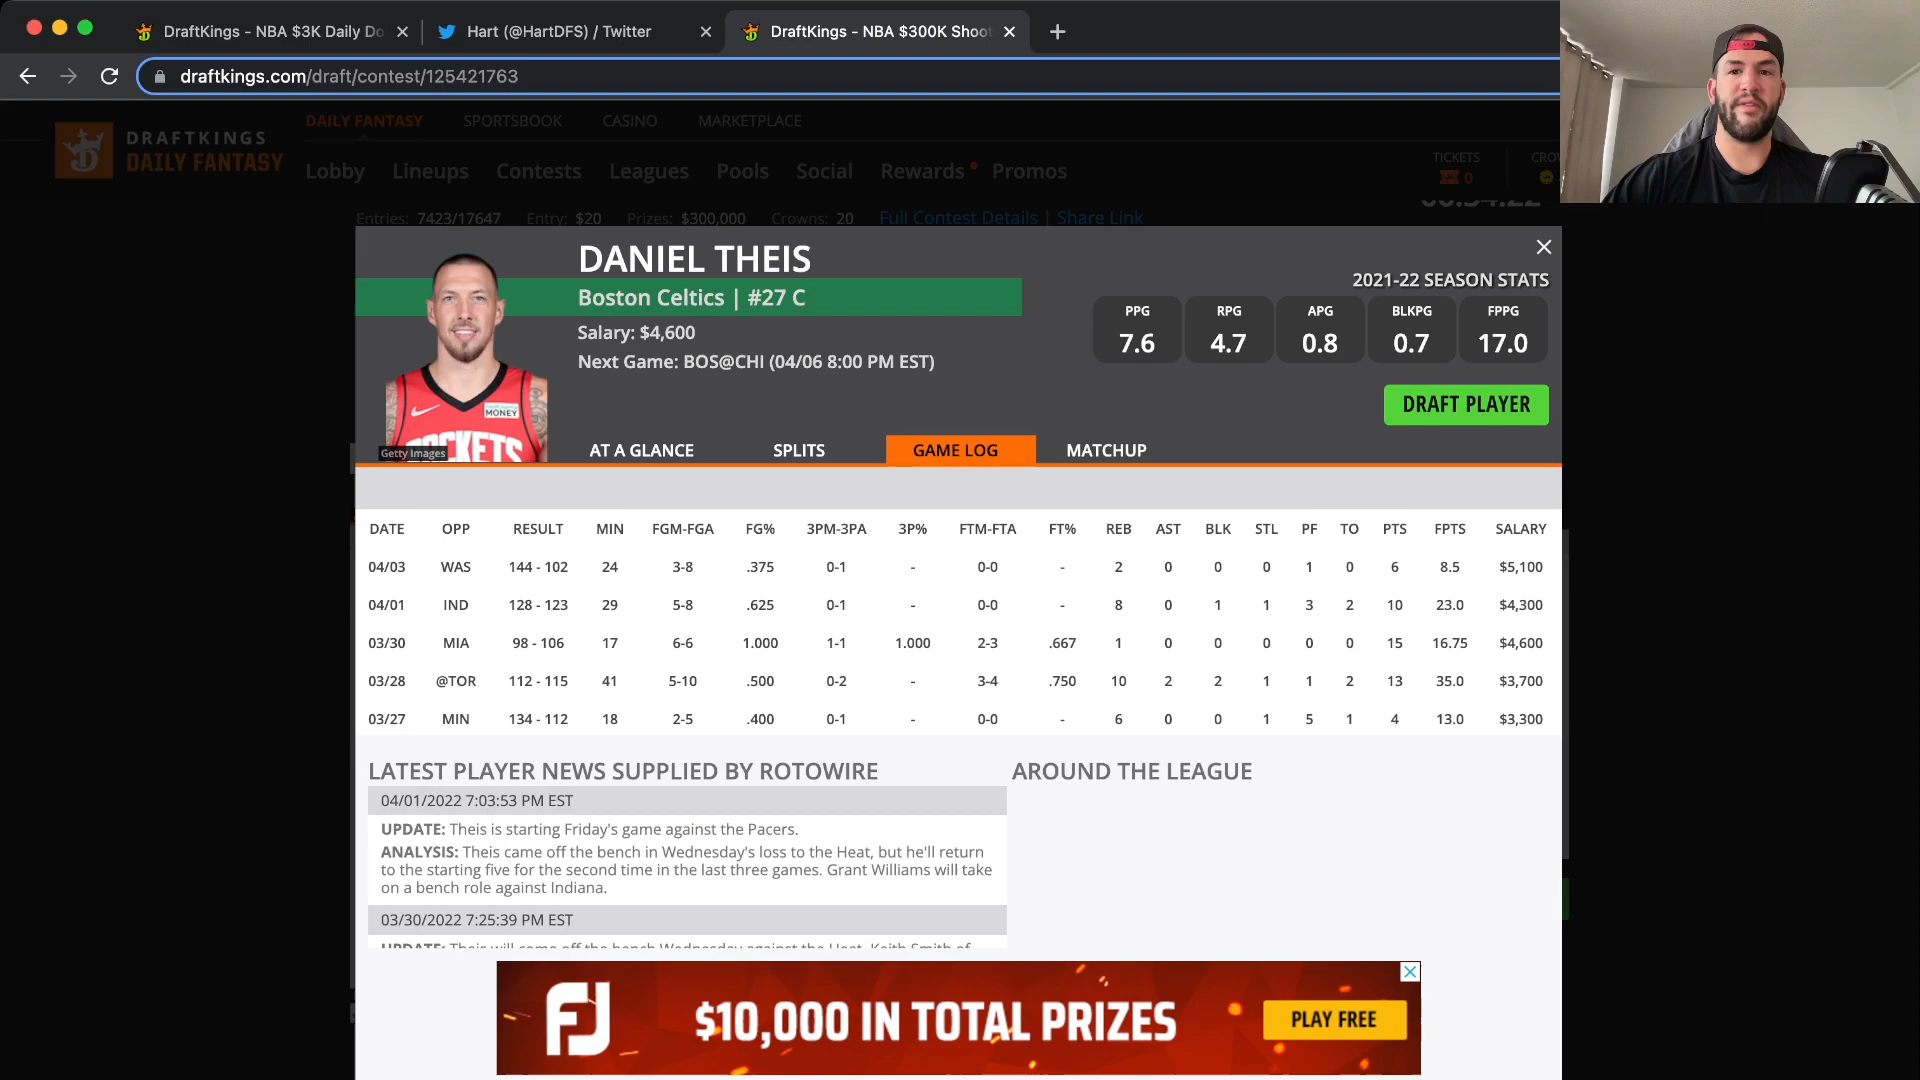 DraftKings - NBA $3K Daily Do
Hart (@HartDFS) / Twitter
DraftKings - NBA $300K Shoot
draftkings.com/draft/contest/125421763
DAILY FANTASY SPORTSBOOK CASINO MARKETPLACE
DRAFTKINGS
DAILY FANTASY
Lobby Lineups Contests Leagues Pools Social Rewards Promos
TICKETS
0
Entries: 7423/17647 Entry: $20 Prizes: $300,000 Crowns: 20 Full Contest Details | Share Link
DANIEL THEIS
Boston Celtics | #27 C
Salary: $4,600
Next Game: BOS@CHI (04/06 8:00 PM EST)
2021-22 SEASON STATS
PPG RPG APG BLKPG FPPG
7.6 4.7 0.8 0.7 17.0
DRAFT PLAYER
MONEY
Getty Images
AT A GLANCE SPLITS GAME LOG MATCHUP
DATE OPP RESULT MIN FGM-FGA FG% 3PM-3PA 3P% FTM-FTA FT% REB AST BLK STL PF TO PTS FPTS SALARY
04/03 WAS 144 - 102 24 3-8 .375 0-1 - 0-0 - 2 0 0 0 1 0 6 8.5 $5,100
04/01 IND 128 - 123 29 5-8 .625 0-1 - 0-0 - 8 0 1 1 3 2 10 23.0 $4,300
03/30 MIA 98 - 106 17 6-6 1.000 1-1 1.000 2-3 .667 1 0 0 0 0 0 15 16.75 $4,600
03/28 @TOR 112 - 115 41 5-10 .500 0-2 - 3-4 .750 10 2 2 1 1 2 13 35.0 $3,700
03/27 MIN 134 - 112 18 2-5 .400 0-1 - 0-0 - 6 0 0 1 5 1 4 13.0 $3,300
LATEST PLAYER NEWS SUPPLIED BY ROTOWIRE
04/01/2022 7:03:53 PM EST
UPDATE: Theis is starting Friday's game against the Pacers.
ANALYSIS: Theis came off the bench in Wednesday's loss to the Heat, but he'll return
to the starting five for the second time in the last three games. Grant Williams will take
on a bench role against Indiana.
03/30/2022 7:25:39 PM EST
UPDATE: Theis will come off the bench Wednesday against the Heat, Keith Smith of
AROUND THE LEAGUE
FJ
$10,000 IN TOTAL PRIZES
PLAY FREE